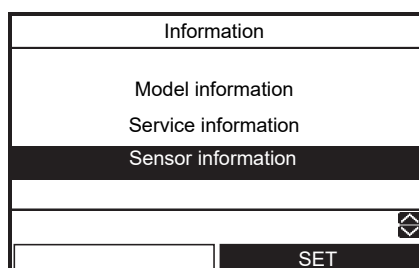 Information
Model information
Service information
Sensor information
SET